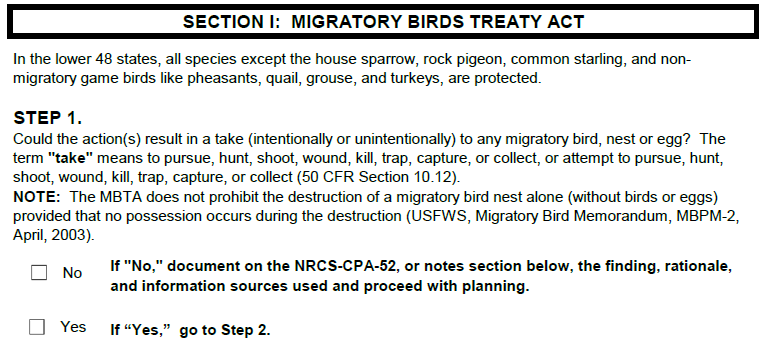 SECTION I:  MIGRATORY BIRDS TREATY ACT
In the lower 48 states, all species except the house sparrow, rock pigeon, common starling, and non-
migratory game birds like pheasants, quail, grouse, and turkeys, are protected.
STEP 1.
Could the action(s) result in a take (intentionally or unintentionally) to any migratory bird, nest or egg?  The
term "take" means to pursue, hunt, shoot, wound, kill, trap, capture, or collect, or attempt to pursue, hunt,
shoot, wound, kill, trap, capture, or collect (50 CFR Section 10.12).
NOTE:  The MBTA does not prohibit the destruction of a migratory bird nest alone (without birds or eggs)
provided that no possession occurs during the destruction (USFWS, Migratory Bird Memorandum, MBPM-2,
April, 2003).
No If "No," document on the NRCS-CPA-52, or notes section below, the finding, rationale,
and information sources used and proceed with planning.
Yes If “Yes,”  go to Step 2.